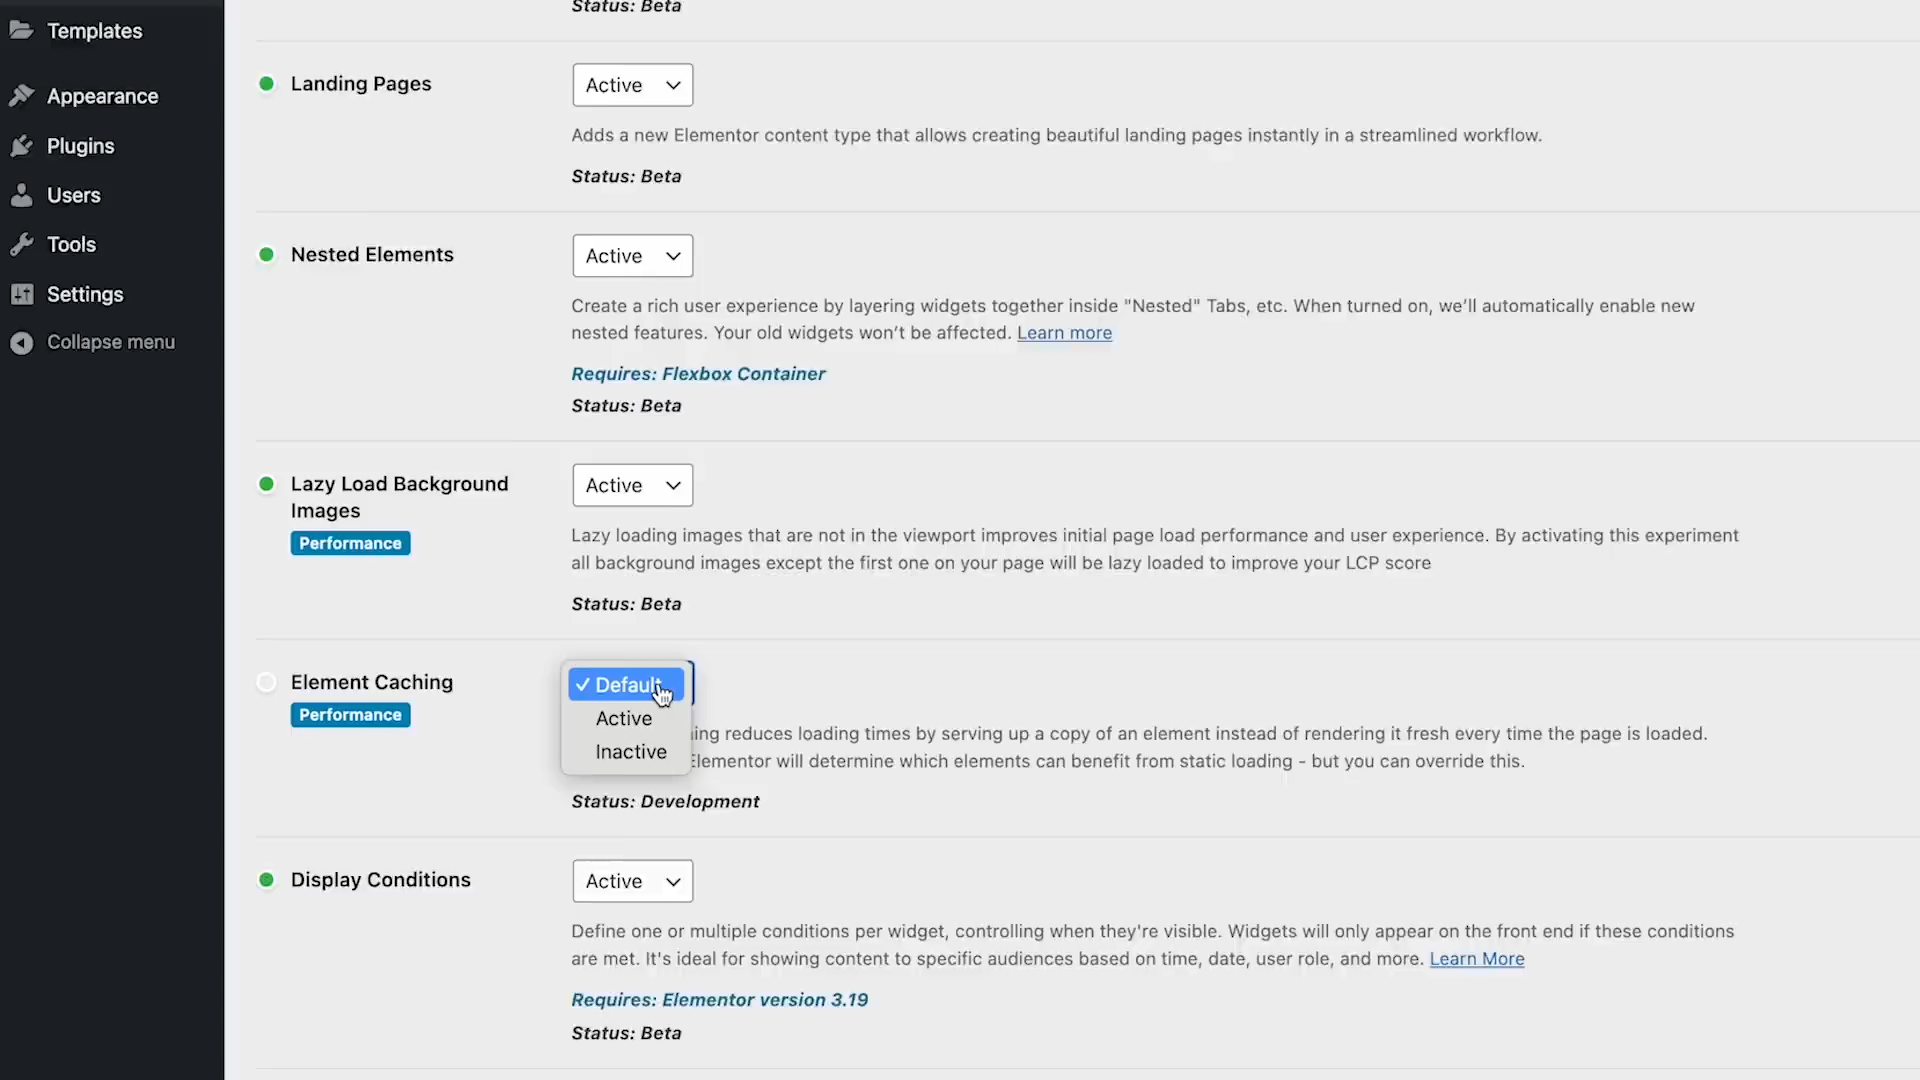 Templates
Appearance
Plugins
Users
Tools
Settings
Collapse menu
Status: Beta
Landing Pages
Active
Adds a new Elementor content type that allows creating beautiful landing pages instantly in a streamlined workflow.
Status: Beta
Nested Elements
Active
Create a rich user experience by layering widgets together inside "Nested" Tabs, etc. When turned on, we’ll automatically enable new
nested features. Your old widgets won’t be affected. Learn more
Requires: Flexbox Container
Status: Beta
Lazy Load Background
Images
Performance
Active
Lazy loading images that are not in the viewport improves initial page load performance and user experience. By activating this experiment
all background images except the first one on your page will be lazy loaded to improve your LCP score
Status: Beta
Element Caching
Performance
✓ Default
Active
Inactive
reduces loading times by serving up a copy of an element instead of rendering it fresh every time the page is loaded.
Elementor will determine which elements can benefit from static loading - but you can override this.
Status: Development
Display Conditions
Active
Define one or multiple conditions per widget, controlling when they're visible. Widgets will only appear on the front end if these conditions
are met. It's ideal for showing content to specific audiences based on time, date, user role, and more. Learn More
Requires: Elementor version 3.19
Status: Beta